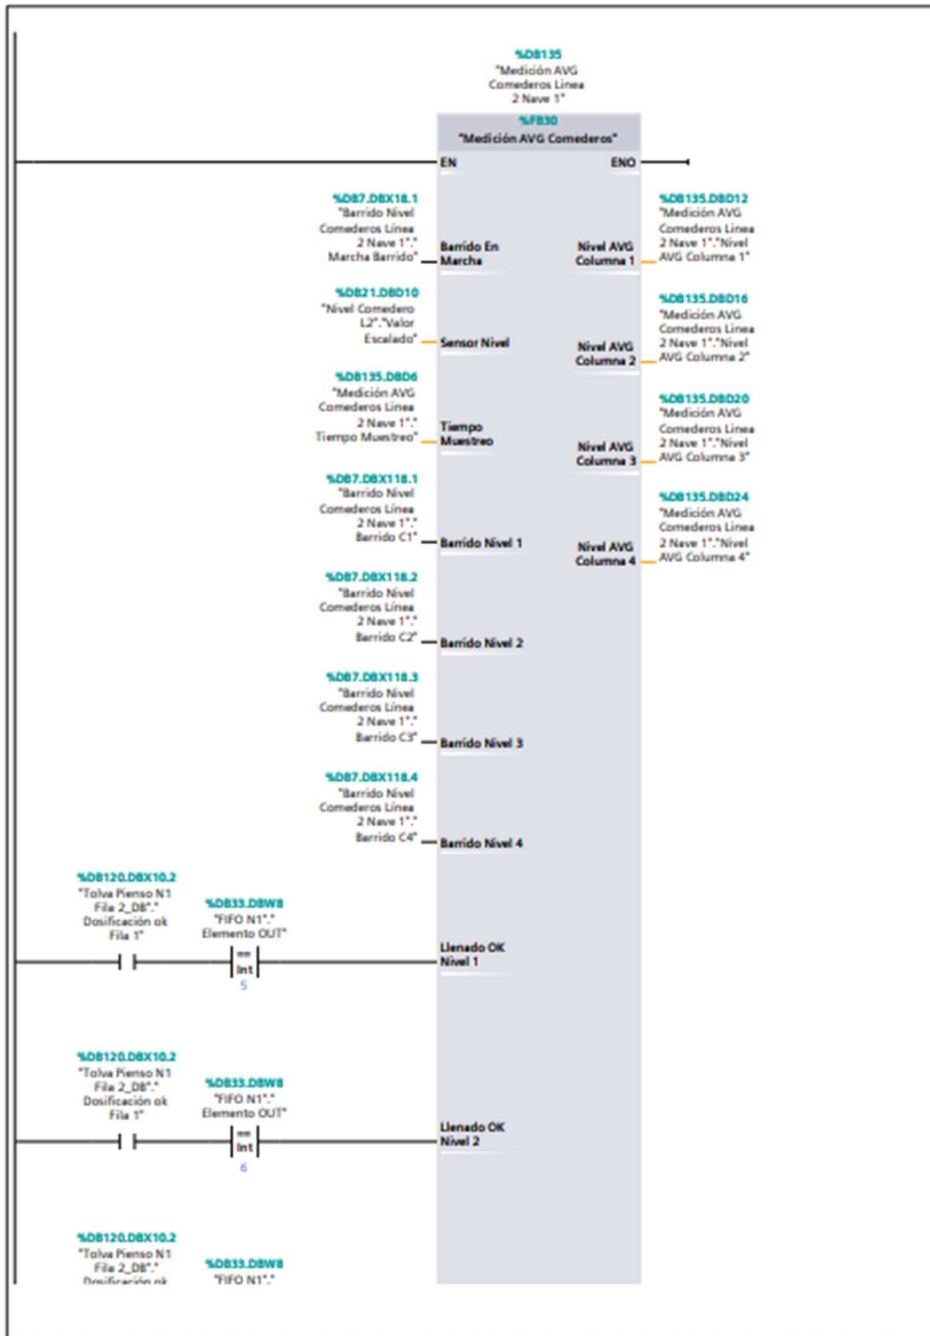 %DB135
"Medición AVG
Comederos Linea
2 Nave 1"
%FB30
"Medición AVG Comederos"
EN
ENO
%DB7.DBX18.1
"Barrido Nivel
Comederos Línea
2 Nave 1"."
Marcha Barrido"
Barrido En
Marcha
%DB21.DBD10
"Nivel Comedero
L2"."Valor
Escalado"
Sensor Nivel
%DB135.DBD6
"Medición AVG
Comederos Linea
2 Nave 1"."
Tiempo Muestreo"
Tiempo
Muestreo
%DB7.DBX118.1
"Barrido Nivel
Comederos Línea
2 Nave 1"."
Barrido C1"
Barrido Nivel 1
%DB7.DBX118.2
"Barrido Nivel
Comederos Línea
2 Nave 1"."
Barrido C2"
Barrido Nivel 2
%DB7.DBX118.3
"Barrido Nivel
Comederos Línea
2 Nave 1"."
Barrido C3"
Barrido Nivel 3
%DB7.DBX118.4
"Barrido Nivel
Comederos Línea
2 Nave 1"."
Barrido C4"
Barrido Nivel 4
%DB135.DBD12
"Medición AVG
Comederos Linea
2 Nave 1"."Nivel
AVG Columna 1"
Nivel AVG
Columna 1
%DB135.DBD16
"Medición AVG
Comederos Linea
2 Nave 1"."Nivel
AVG Columna 2"
Nivel AVG
Columna 2
%DB135.DBD20
"Medición AVG
Comederos Linea
2 Nave 1"."Nivel
AVG Columna 3"
Nivel AVG
Columna 3
%DB135.DBD24
"Medición AVG
Comederos Linea
2 Nave 1"."Nivel
AVG Columna 4"
Nivel AVG
Columna 4
%DB120.DBX10.2
"Tolva Pienso N1
Fila 2_DB"."
Dosificación ok
Fila 1"
%DB33.DBW8
"FIFO N1"."
Elemento OUT"
==
Int
5
Llenado OK
Nivel 1
%DB120.DBX10.2
"Tolva Pienso N1
Fila 2_DB"."
Dosificación ok
Fila 1"
%DB33.DBW8
"FIFO N1"."
Elemento OUT"
==
Int
6
Llenado OK
Nivel 2
%DB120.DBX10.2
"Tolva Pienso N1
Fila 2_DB"."
Dosificación ok
%DB33.DBW8
"FIFO N1"."